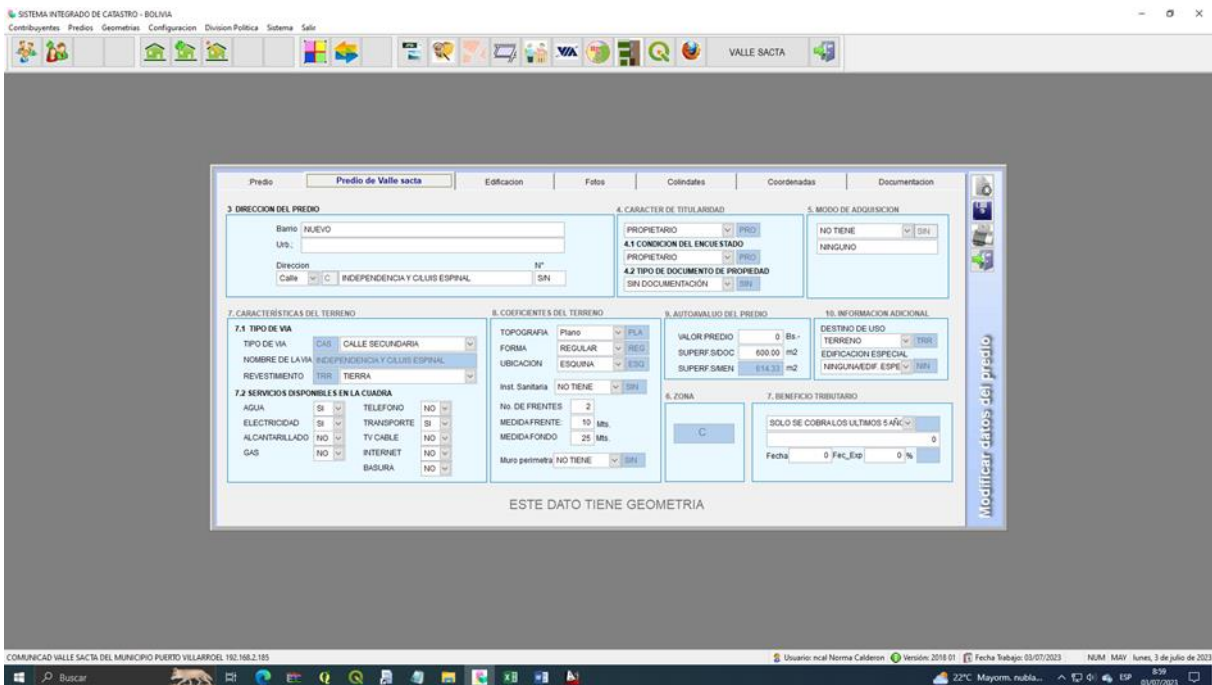 SISTEMA INTEGRADO DE CATASTRO - BOLIVIA
Contribuyentes Predios Geometrias Configuracion Division Politica Sistema Salir
VALLE SACTA
Predio Predio de Valle sacta Edificacion Fotos Colindates Coordenadas Documentacion
3 DIRECCION DEL PREDIO
Barrio NUEVO
Urb.:
Direccion N°
Calle C INDEPENDENCIA Y C/LUIS ESPINAL S/N
4. CARACTER DE TITULARIDAD
PROPIETARIO PRO
4.1 CONDICION DEL ENCUESTADO
PROPIETARIO PRO
4.2 TIPO DE DOCUMENTO DE PROPIEDAD
SIN DOCUMENTACIÓN SIN
5. MODO DE ADQUISICION
NO TIENE SIN
NINGUNO
7. CARACTERÍSTICAS DEL TERRENO
7.1 TIPO DE VIA
TIPO DE VIA CAS CALLE SECUNDARIA
NOMBRE DE LA VIA INDEPENDENCIA Y C/LUIS ESPINAL
REVESTIMENTO TRR TIERRA
7.2 SERVICIOS DISPONIBLES EN LA CUADRA
AGUA SI TELEFONO NO
ELECTRICIDAD SI TRANSPORTE SI
ALCANTARILLADO NO TV CABLE NO
GAS NO INTERNET NO
BASURA NO
8. COEFICIENTES DEL TERRENO
TOPOGRAFIA Plano PLA
FORMA REGULAR REG
UBICACION ESQUINA ESQ
Inst. Sanitaria NO TIENE SIN
No. DE FRENTES 2
MEDIDA FRENTE: 10 Mts.
MEDIDA FONDO 25 Mts.
Muro perimetra NO TIENE SIN
9. AUTOAVALUO DEL PREDIO
VALOR PREDIO 0 Bs.-
SUPERF.S/DOC 600.00 m2
SUPERF.S/MEN 614.33 m2
10. INFORMACION ADICIONAL
DESTINO DE USO
TERRENO TRR
EDIFICACION ESPECIAL
NINGUNA/EDIF. ESPE NIN
6. ZONA
C
7. BENEFICIO TRIBUTARIO
SOLO SE COBRA LOS ULTIMOS 5 AÑO
0
Fecha 0 Fec_Exp 0 %
ESTE DATO TIENE GEOMETRIA
Modificar datos del predio
COMUNICAD VALLE SACTA DEL MUNICIPIO PUERTO VILLARROEL 192.168.2.185 Usuario: ncal Norma Calderon Versión: 2018 01 Fecha Trabajo: 03/07/2023 NUM MAY lunes, 3 de julio de 2023
Buscar 22°C Mayorm. nubla... ESP 8:59
03/07/2023